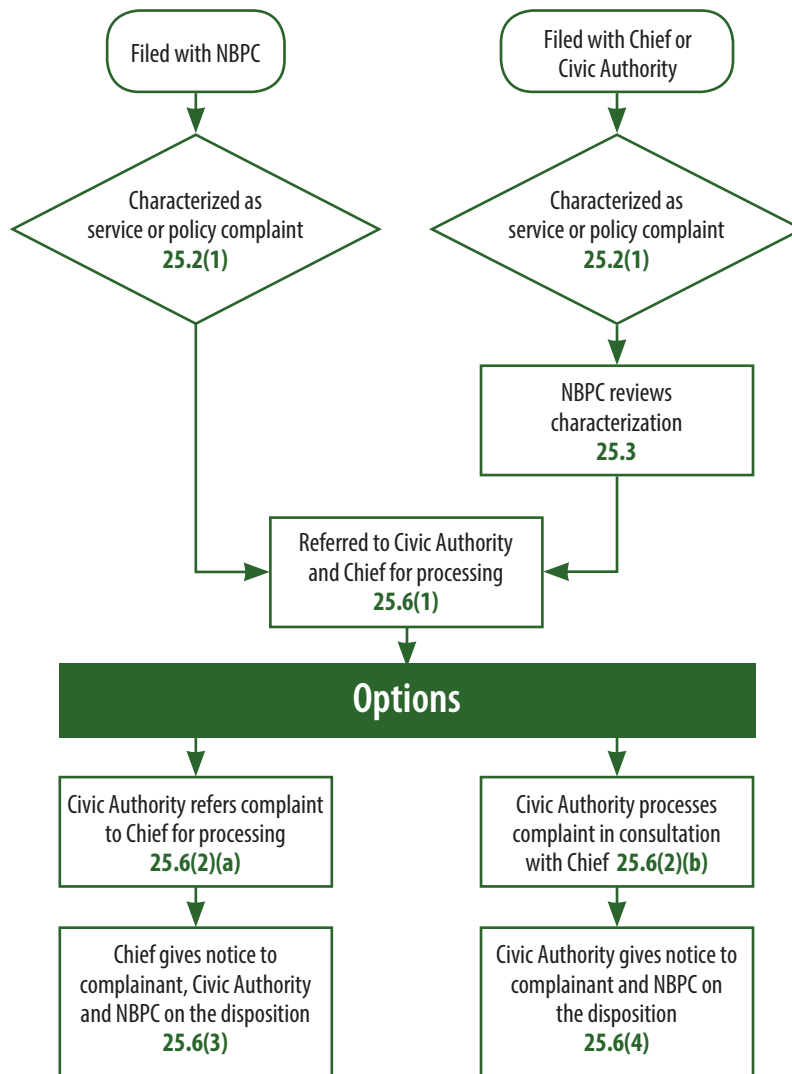 Filed with NBPC
Filed with Chief or
Civic Authority
Characterized as
service or policy complaint
25.2(1)
Characterized as
service or policy complaint
25.2(1)
NBPC reviews
characterization
25.3
Referred to Civic Authority
and Chief for processing
25.6(1)
Options
Civic Authority refers complaint
to Chief for processing
25.6(2)(a)
Civic Authority processes
complaint in consultation
with Chief 25.6(2)(b)
Chief gives notice to
complainant, Civic Authority
and NBPC on the disposition
25.6(3)
Civic Authority gives notice to
complainant and NBPC on
the disposition
25.6(4)